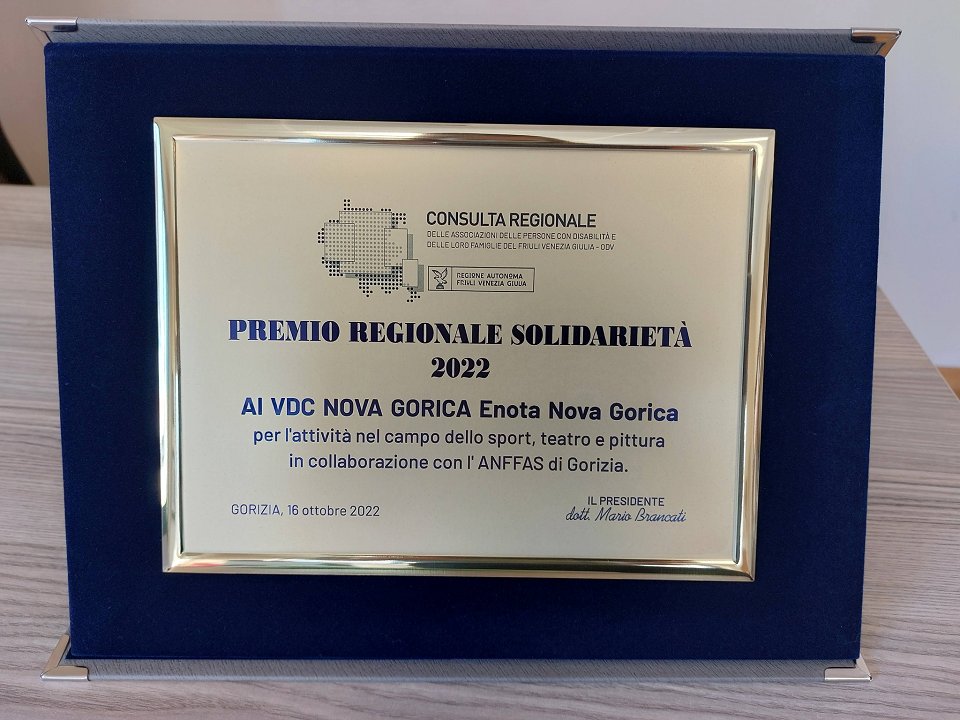 CONSULTA REGIONALE
DELLE ASSOCIAZIONI DELLE PERSONE CON DISABILITÀ E
DELLE LORO FAMIGLIE DEL FRIULI VENEZIA GIULIA - ODV
REGIONE AUTONOMA
FRIULI VENEZIA GIULIA
PREMIO REGIONALE SOLIDARIETÀ
2022
AI VDC NOVA GORICA Enota Nova Gorica
per l'attività nel campo dello sport, teatro e pittura
in collaborazione con l' ANFFAS di Gorizia.
GORIZIA, 16 ottobre 2022
IL PRESIDENTE
dott. Mario Brancati